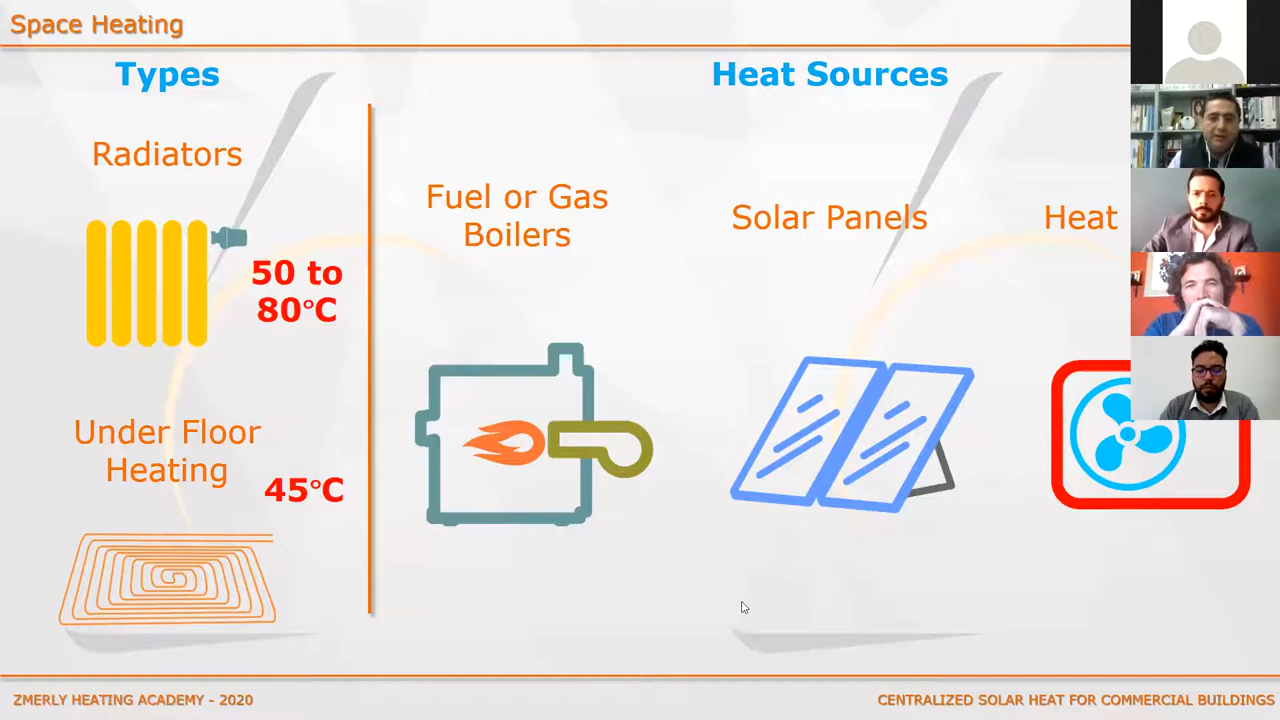 Space Heating
Types
Radiators
50 to
80°C
Under Floor
Heating
45°C
Heat Sources
Fuel or Gas
Boilers
Solar Panels
Heat
ZMERLY HEATING ACADEMY - 2020
CENTRALIZED SOLAR HEAT FOR COMMERCIAL BUILDINGS